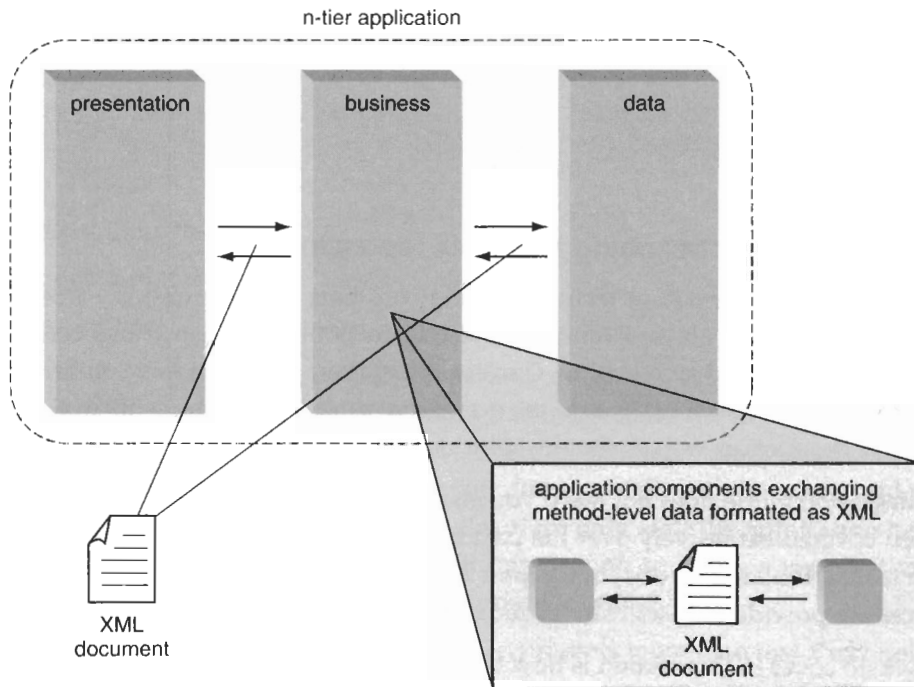 n-tier application
presentation
business
data
XML
document
application components exchanging
method-level data formatted as XML
XML
document